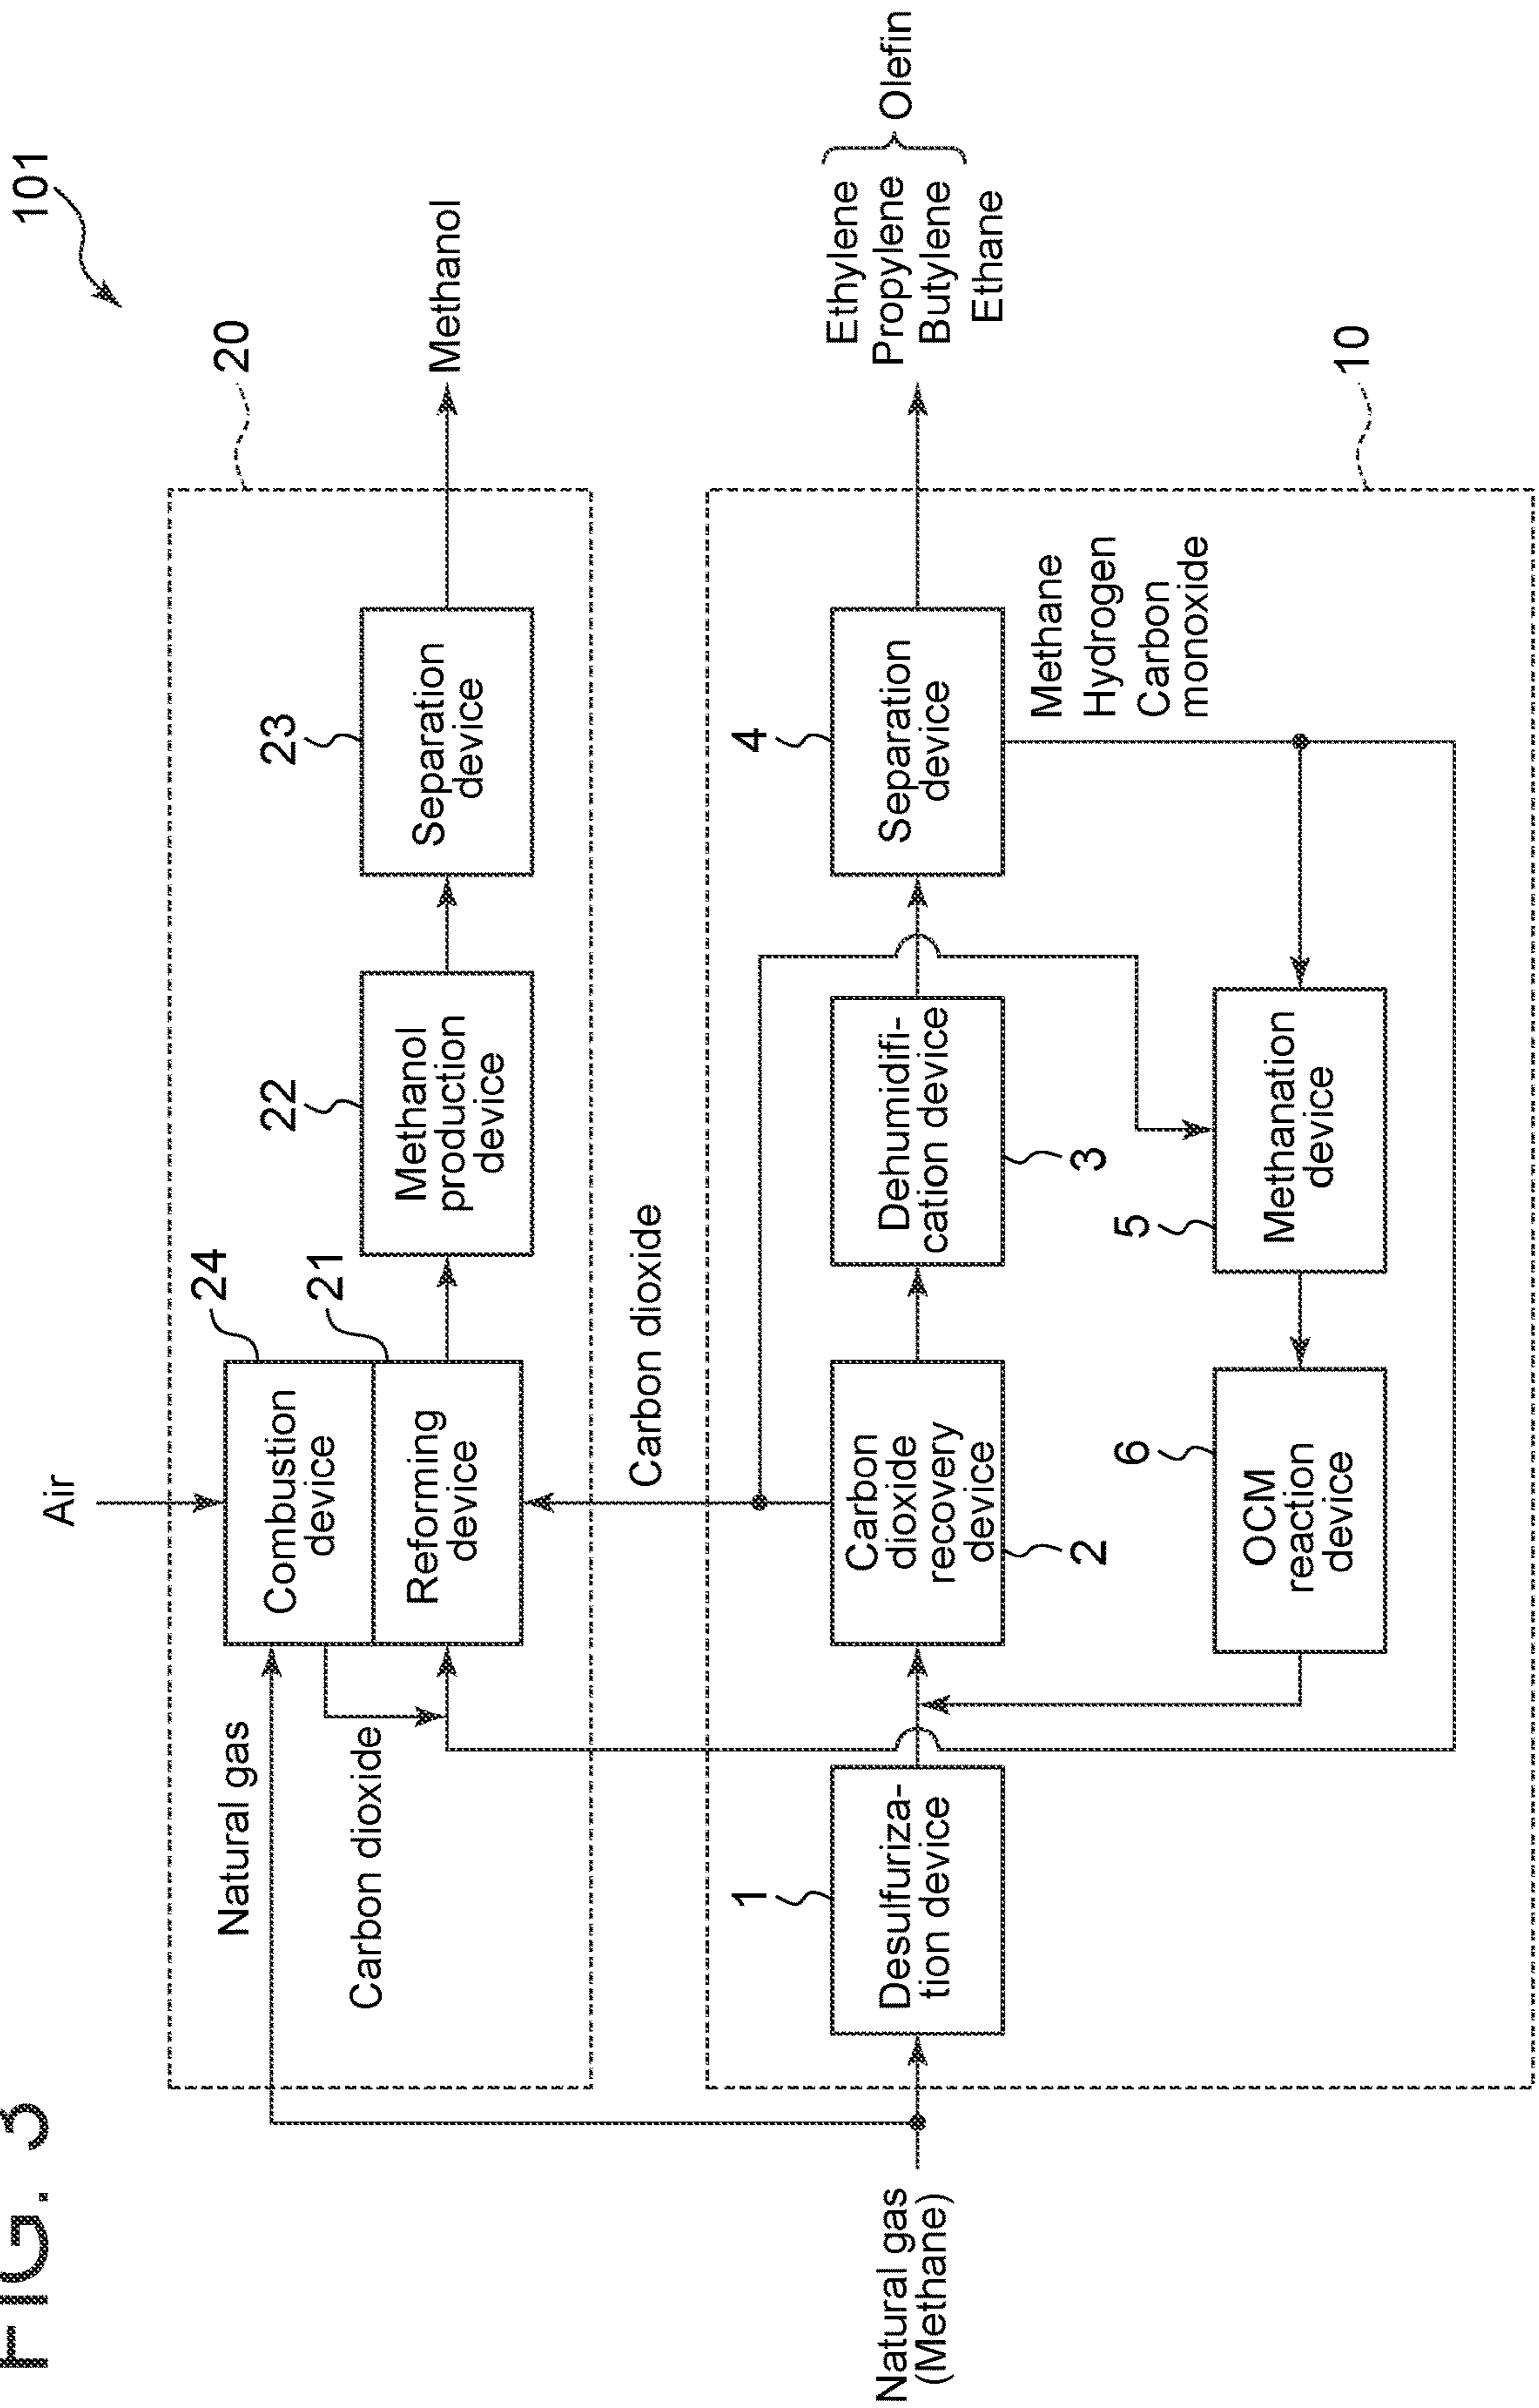 FIG. 3
101
Air
20
24
Combustion
device
21
Reforming
device
22
Methanol
production
device
23
Separation
device
Methanol
Natural gas
Carbon dioxide
Carbon dioxide
Natural gas
(Methane)
1
Desulfuriza-
tion device
Carbon
dioxide
recovery
device
2
Dehumidifi-
cation device
3
4
Separation
device
Ethylene
Propylene
Butylene
Olefin
Ethane
Methane
Hydrogen
Carbon
monoxide
10
6
OCM
reaction
device
5
Methanation
device